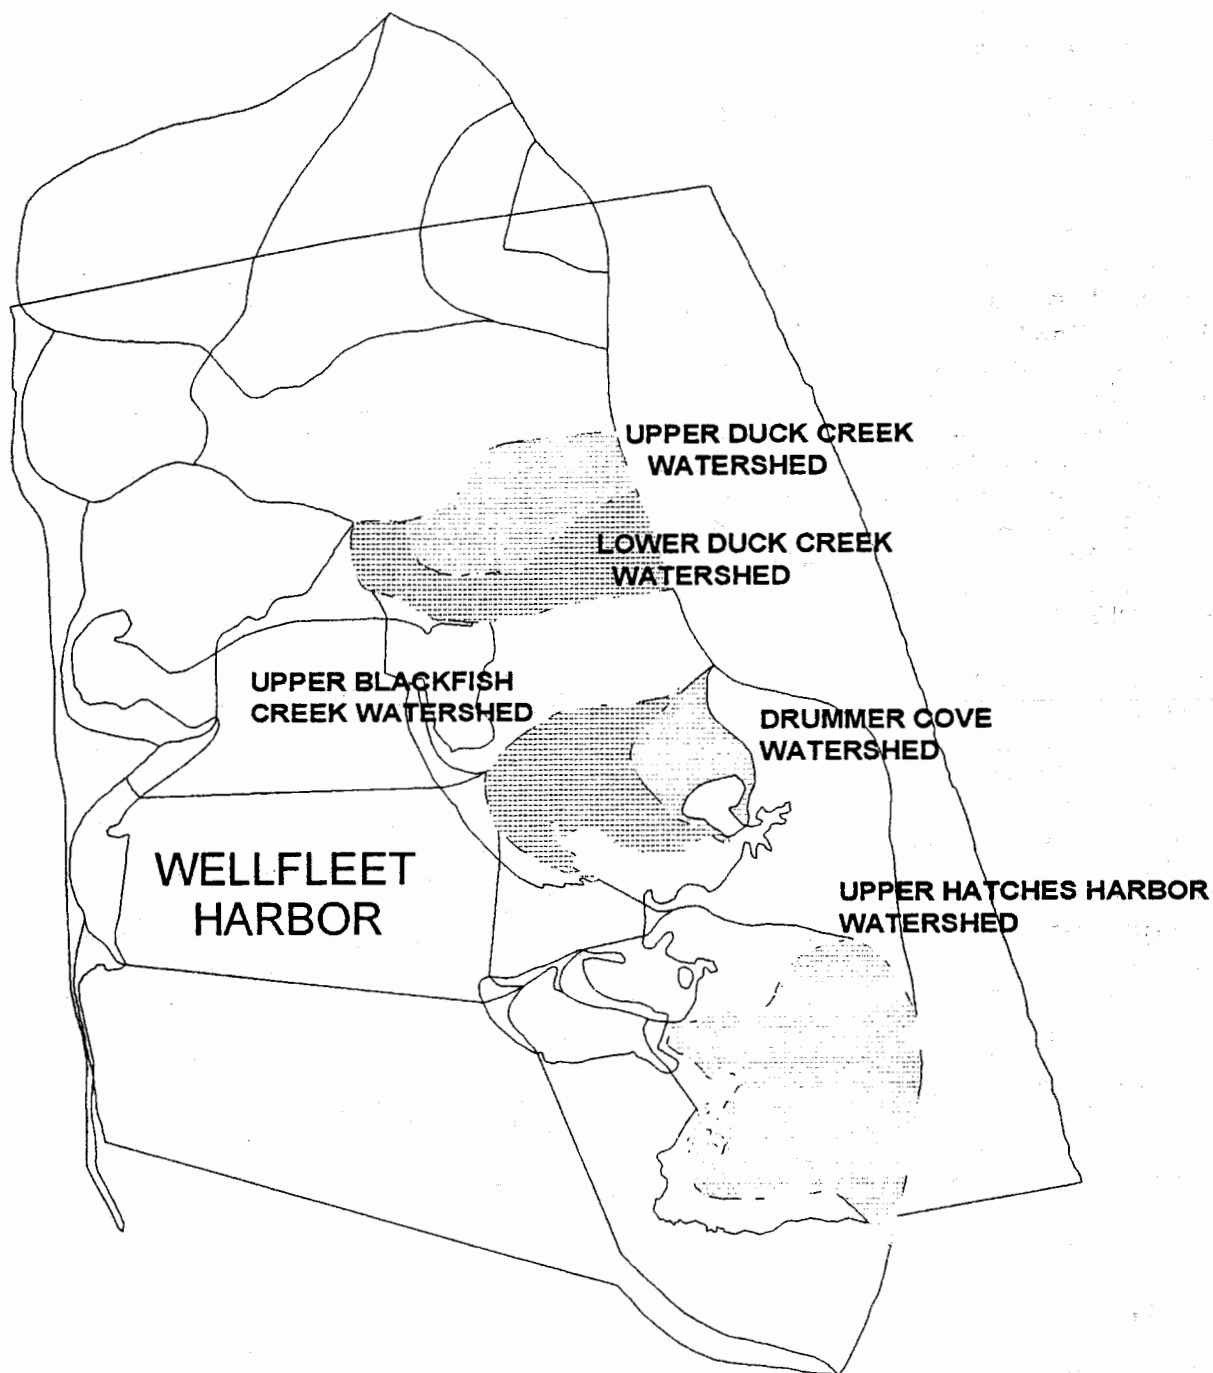 UPPER DUCK CREEK
WATERSHED
LOWER DUCK CREEK
WATERSHED
UPPER BLACKFISH
CREEK WATERSHED
DRUMMER COVE
WATERSHED
WELLFLEET
HARBOR
UPPER HATCHES HARBOR
WATERSHED